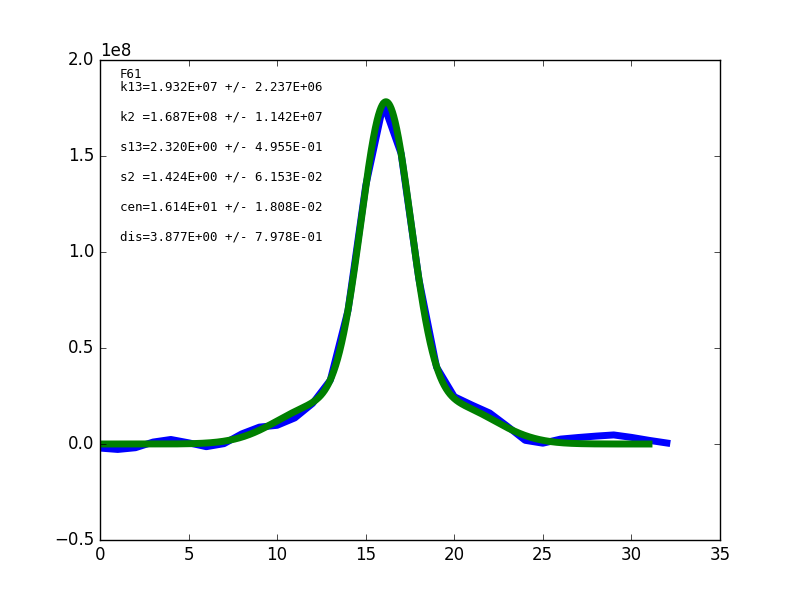 1e8
2.0
F61
k13=1.932E+07 +/- 2.237E+06
k2 =1.687E+08 +/- 1.142E+07
1.5
s13=2.320E+00 +/- 4.955E-01
s2 =1.424E+00 +/- 6.153E-02
cen=1.614E+01 +/- 1.808E-02
dis=3.877E+00 +/- 7.978E-01
1.0
0.5
0.0
−0.5
0 5 10 15 20 25 30 35